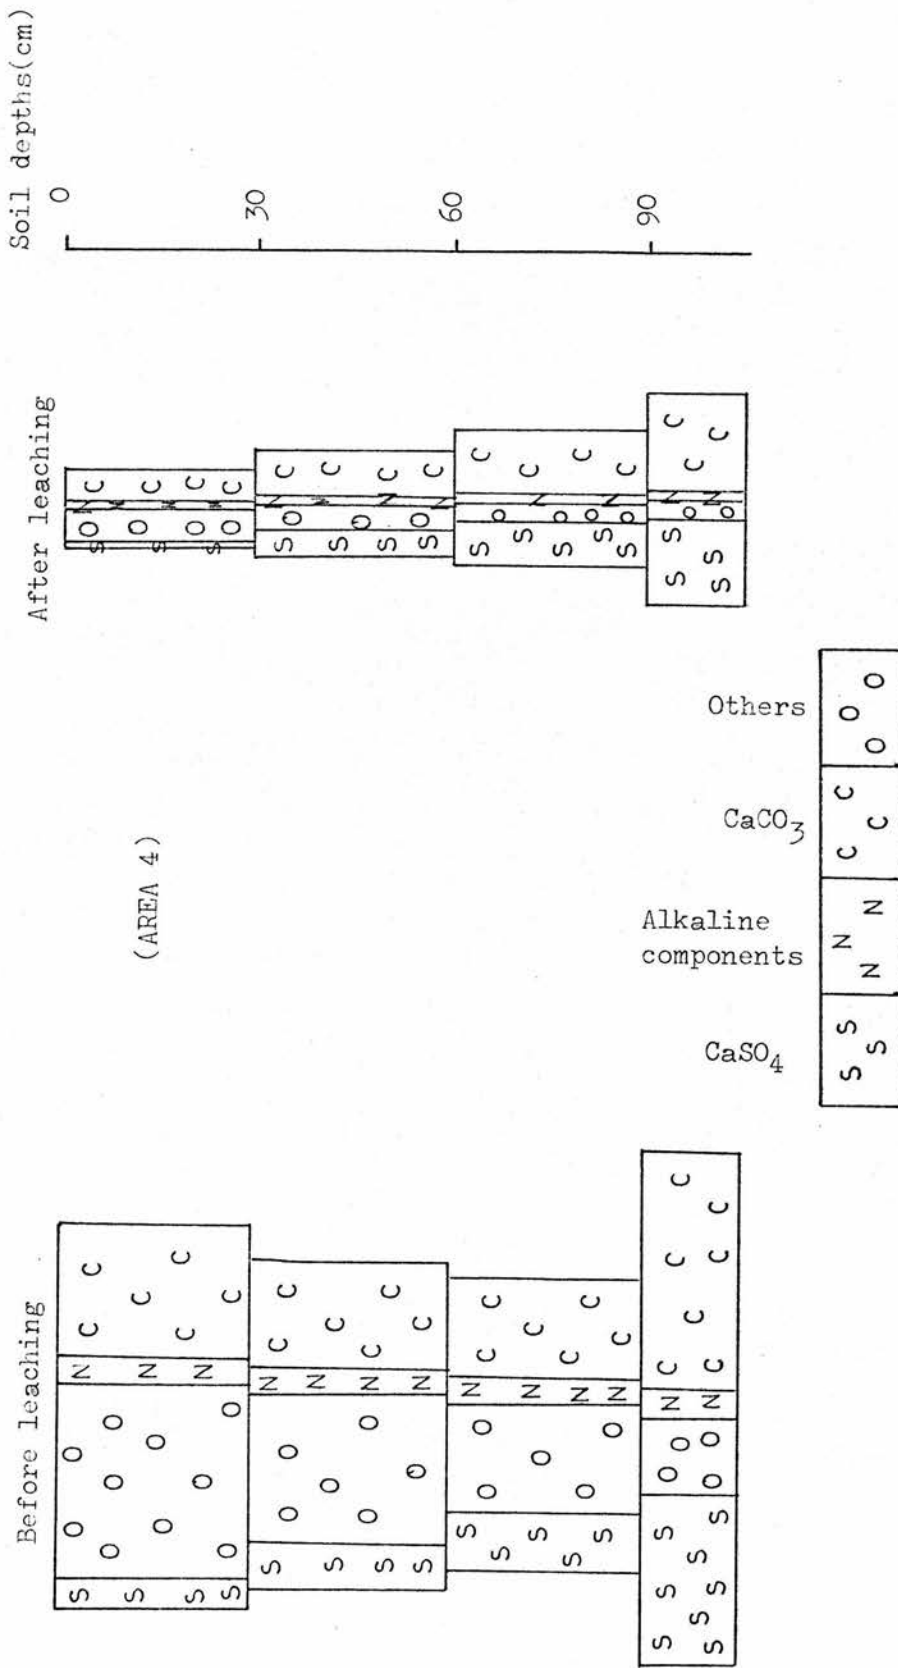 Soil depths(cm)
0
30
60
90
After leaching
C C C C
N N N N
O O O O
S S S
C C C C
N N N N
O O O
S S S S
C C C C
N N
O O O O
S S S S S
C C C
N N
O O
S S S S
(AREA 4)
Before leaching
C C C C C C
N N N
O O O O O O O O O O
S S S S
C C C C C C
N N N N
O O O O O O
S S S S
C C C C C C
N N N N
O O O O O
S S S S S S
C C C C C C C
N N
O O O O
S S S S S S S S S
Others
O O O
CaCO3
C C C
Alkaline
components
N N N
CaSO4
S S S